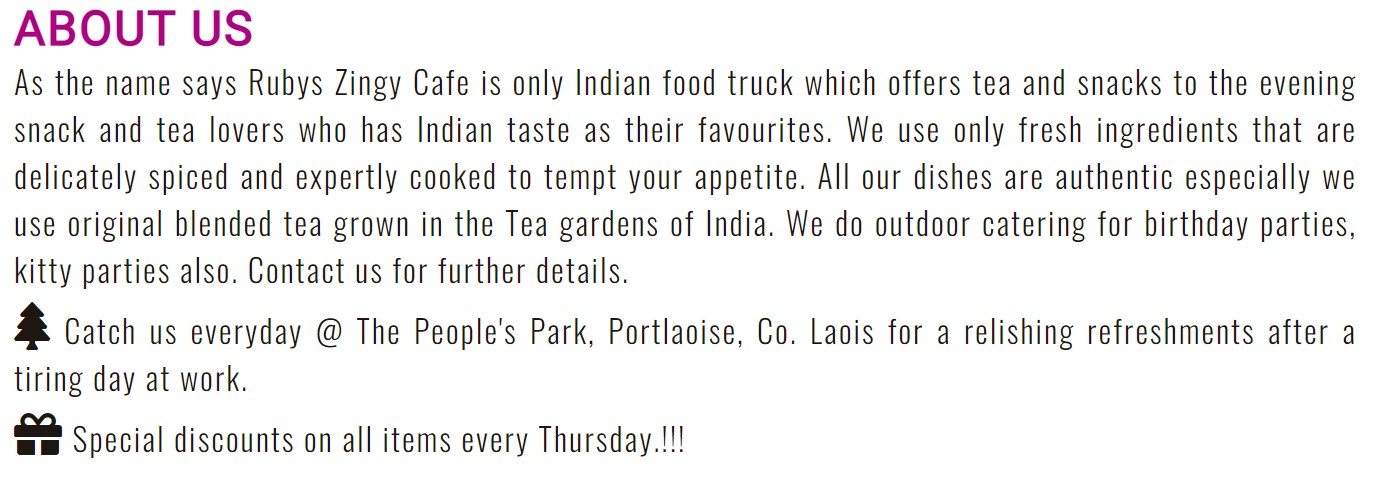 ABOUT US
As the name says Rubys Zingy Cafe is only Indian food truck which offers tea and snacks to the evening
snack and tea lovers who has Indian taste as their favourites. We use only fresh ingredients that are
delicately spiced and expertly cooked to tempt your appetite. All our dishes are authentic especially we
use original blended tea grown in the Tea gardens of India. We do outdoor catering for birthday parties,
kitty parties also. Contact us for further details.
Catch us everyday @ The People's Park, Portlaoise, Co. Laois for a relishing refreshments after a
tiring day at work.
Special discounts on all items every Thursday.!!!